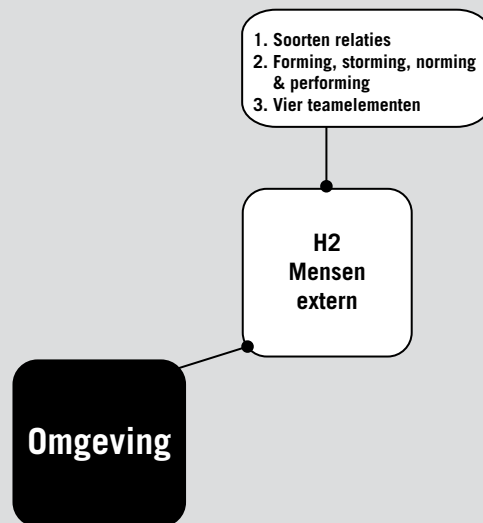 1. Soorten relaties
2. Forming, storming, norming
& performing
3. Vier teamelementen
H2
Mensen
extern
Omgeving